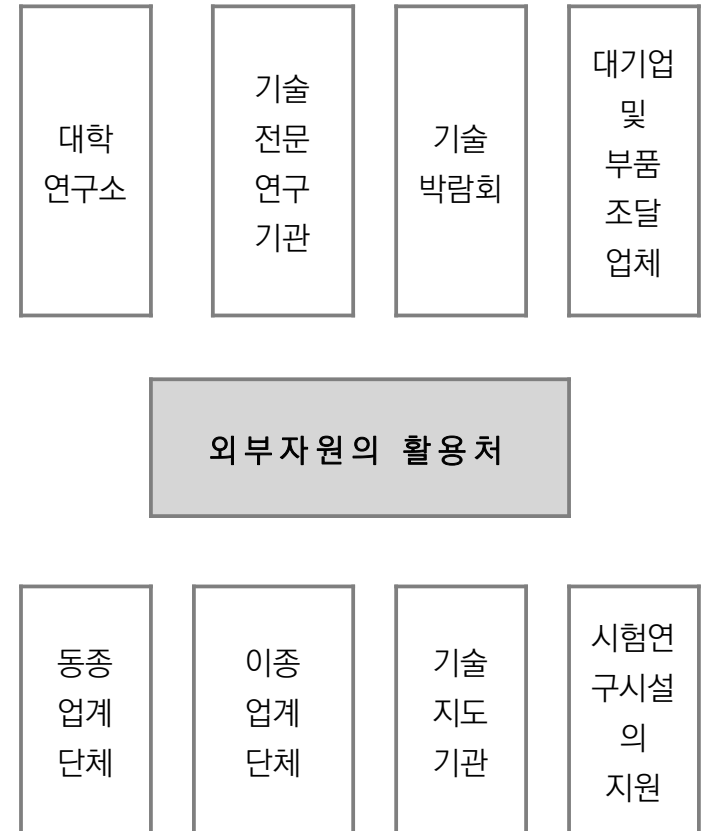 대학
연구소
기술
전문
연구
기관
기술
박람회
대기업
및
부품
조달
업체
외부자원의 활용처
동종
업계
단체
이종
업계
단체
기술
지도
기관
시험연
구시설
의
지원